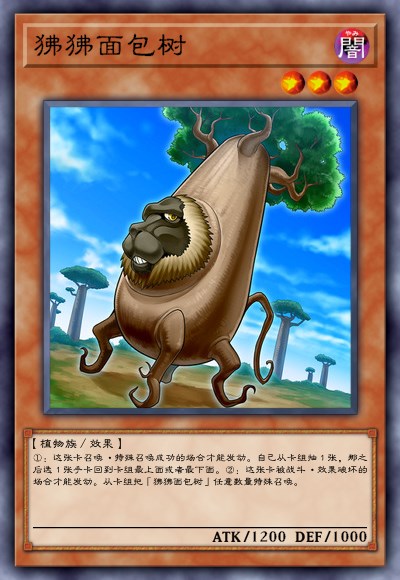 狒狒面包树
やみ
闇
【植物族／效果】
①：这张卡召唤·特殊召唤成功的场合才能发动。自己从卡组抽1张，那之
后选1张手卡回到卡组最上面或者最下面。②：这张卡被战斗·效果破坏的
场合才能发动。从卡组把「狒狒面包树」任意数量特殊召唤。
ATK/1200 DEF/1000